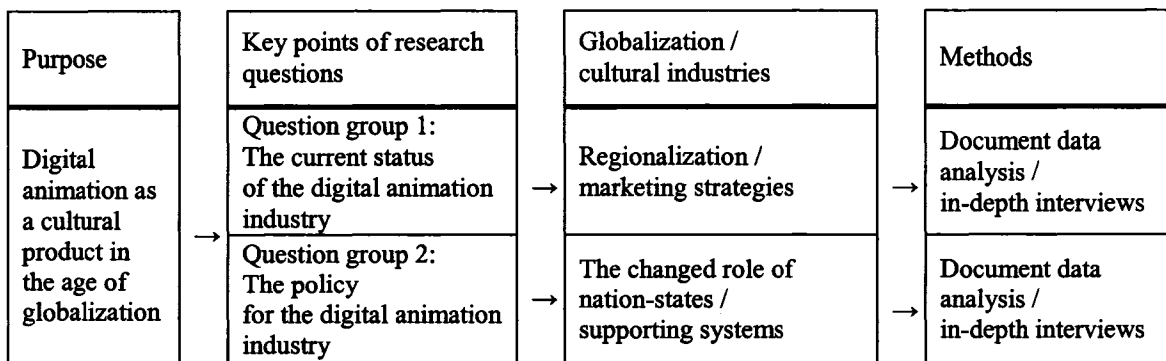 Purpose
Key points of research
questions
Globalization /
cultural industries
Methods
Digital
animation as
a cultural
product in
the age of
globalization
→
Question group 1:
The current status
of the digital animation
industry
→
Regionalization /
marketing strategies
→
Document data
analysis /
in-depth interviews
Question group 2:
The policy
for the digital animation
industry
→
The changed role of
nation-states /
supporting systems
→
Document data
analysis /
in-depth interviews